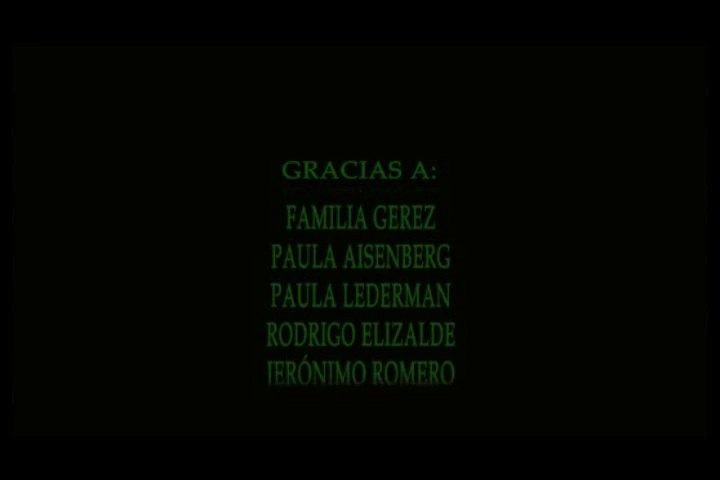 GRACIAS A:
FAMILIA GEREZ
PAULA AISENBERG
PAULA LEDERMAN
RODRIGO ELIZALDE
JERÓNIMO ROMERO